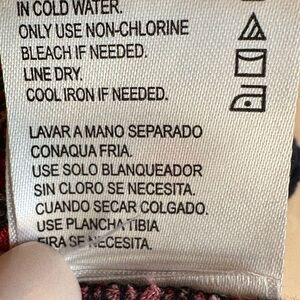 IN COLD WATER.
ONLY USE NON-CHLORINE
BLEACH IF NEEDED.
LINE DRY.
COOL IRON IF NEEDED.
LAVAR A MANO SEPARADO
CONAQUA FRIA.
USE SOLO BLANQUEADOR
SIN CLORO SE NECESITA.
CUANDO SECAR COLGADO.
USE PLANCHA TIBIA
FIRA SE NECESITA.